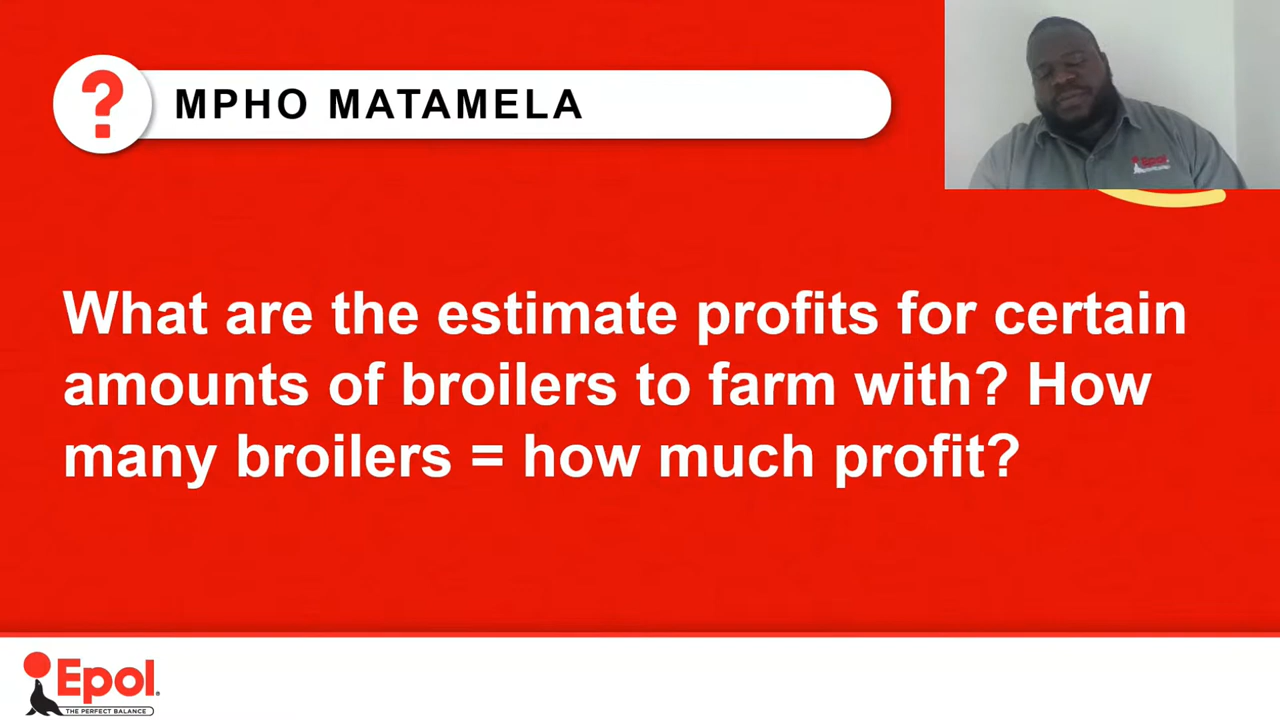 ?
MPHO MATAMELA
Epol
What are the estimate profits for certain
amounts of broilers to farm with? How
many broilers = how much profit?
Epol
THE PERFECT BALANCE